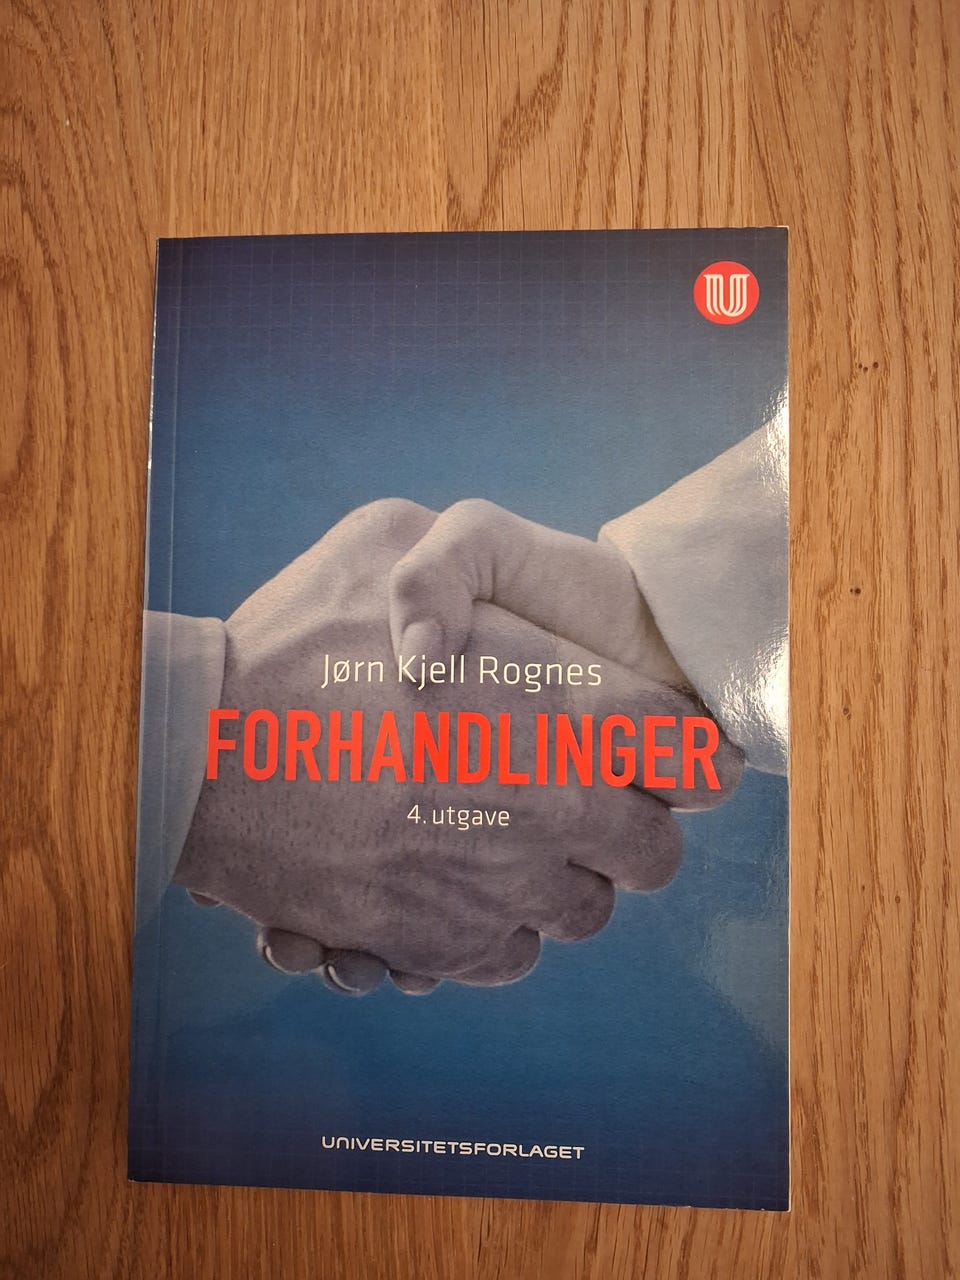 U
Jørn Kjell Rognes
FORHANDLINGER
4. utgave
UNIVERSITETSFORLAGET